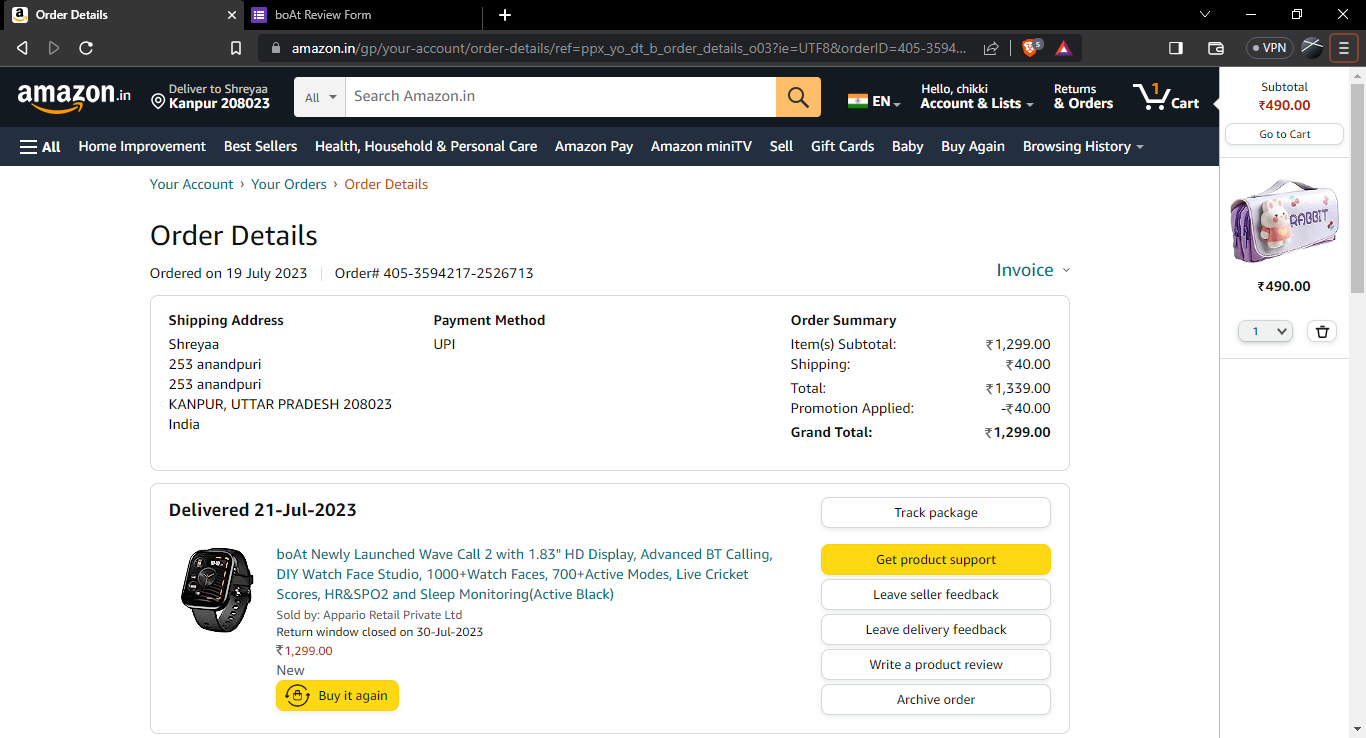 Order Details
boAt Review Form
amazon.in/gp/your-account/order-details/ref=ppx_yo_dt_b_order_details_o03?ie=UTF8&orderID=405-3594...
5
VPN
amazon.in
Deliver to Shreyaa
Kanpur 208023
All
Search Amazon.in
EN
Hello, chikki
Account & Lists
Returns
& Orders
1
Cart
All
Home Improvement
Best Sellers
Health, Household & Personal Care
Amazon Pay
Amazon miniTV
Sell
Gift Cards
Baby
Buy Again
Browsing History
Subtotal
₹490.00
Go to Cart
RABBIT
₹490.00
1
Your Account › Your Orders › Order Details
Order Details
Ordered on 19 July 2023
Order# 405-3594217-2526713
Invoice
Shipping Address
Shreyaa
253 anandpuri
253 anandpuri
KANPUR, UTTAR PRADESH 208023
India
Payment Method
UPI
Order Summary
Item(s) Subtotal: ₹1,299.00
Shipping: ₹40.00
Total: ₹1,339.00
Promotion Applied: -₹40.00
Grand Total: ₹1,299.00
Delivered 21-Jul-2023
boAt Newly Launched Wave Call 2 with 1.83" HD Display, Advanced BT Calling,
DIY Watch Face Studio, 1000+Watch Faces, 700+Active Modes, Live Cricket
Scores, HR&SPO2 and Sleep Monitoring(Active Black)
Sold by: Appario Retail Private Ltd
Return window closed on 30-Jul-2023
₹1,299.00
New
Buy it again
Track package
Get product support
Leave seller feedback
Leave delivery feedback
Write a product review
Archive order